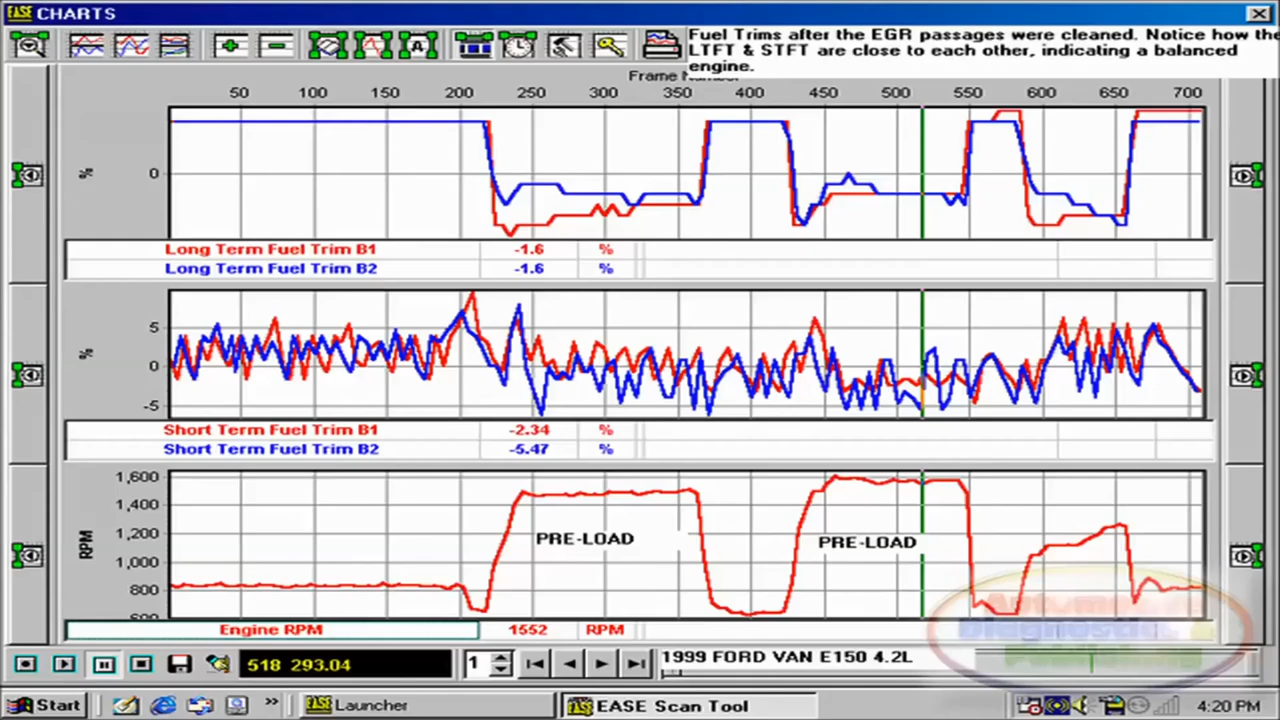 EASE CHARTS
Fuel Trims after the EGR passages were cleaned. Notice how the
LTFT & STFT are close to each other, indicating a balanced
engine.
50 100 150 200 250 300 350 400 450 500 550 600 650 700
%
0
Long Term Fuel Trim B1 -1.6 %
Long Term Fuel Trim B2 -1.6 %
5
%
0
-5
Short Term Fuel Trim B1 -2.34 %
Short Term Fuel Trim B2 -5.47 %
1,600
1,400
1,200
RPM
1,000
800
PRE-LOAD
PRE-LOAD
Engine RPM 1552 RPM
518 293.04
1
1999 FORD VAN E150 4.2L
Start
EASE Launcher
EASE Scan Tool
4:20 PM